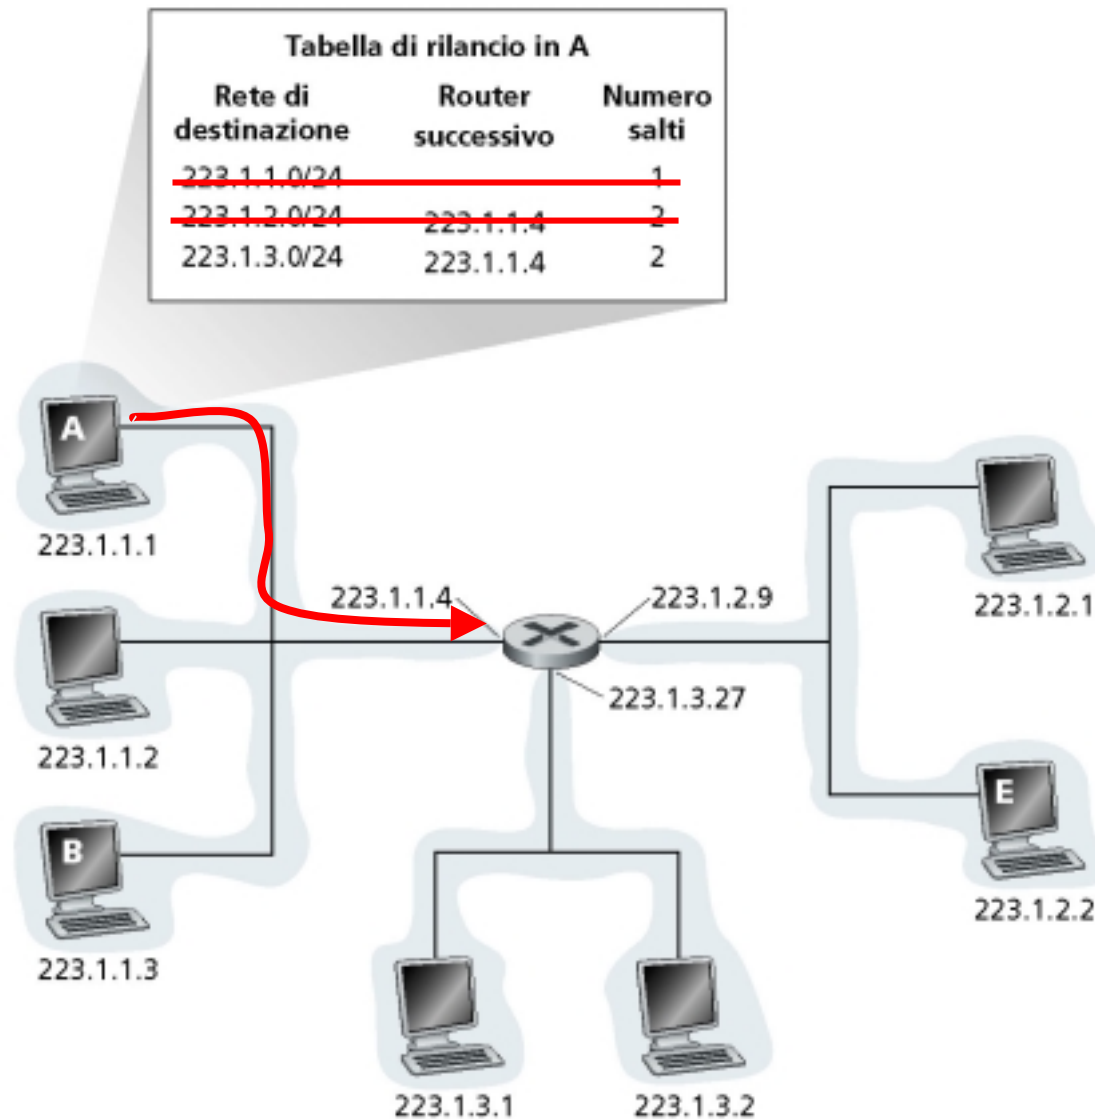 Tabella di rilancio in A
Rete di destinazione
Router successivo
Numero salti
223.1.1.0/24 1
223.1.2.0/24 223.1.1.4 2
223.1.3.0/24 223.1.1.4 2
A
223.1.1.1
223.1.1.2
B
223.1.1.3
223.1.1.4
223.1.2.9
223.1.3.27
223.1.2.1
E
223.1.2.2
223.1.3.1
223.1.3.2